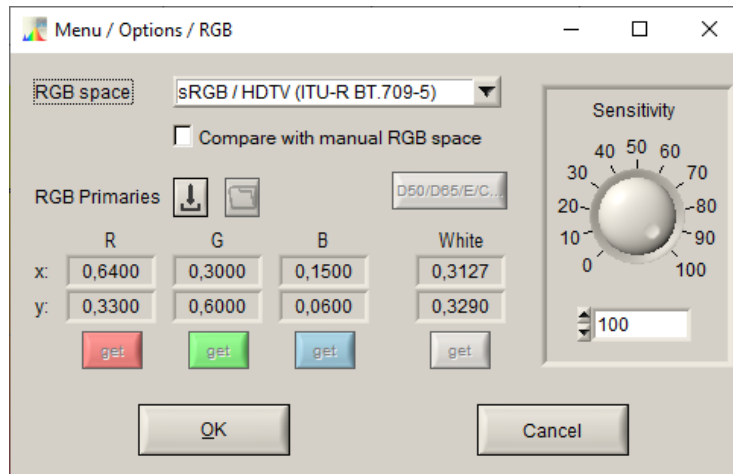 Menu / Options / RGB
RGB space
sRGB / HDTV (ITU-R BT.709-5)
Compare with manual RGB space
RGB Primaries
D50/D65/E/C...
R G B White
x: 0,6400 0,3000 0,1500 0,3127
y: 0,3300 0,6000 0,0600 0,3290
get get get get
OK
Cancel
Sensitivity
0 10 20 30 40 50 60 70 80 90 100
100